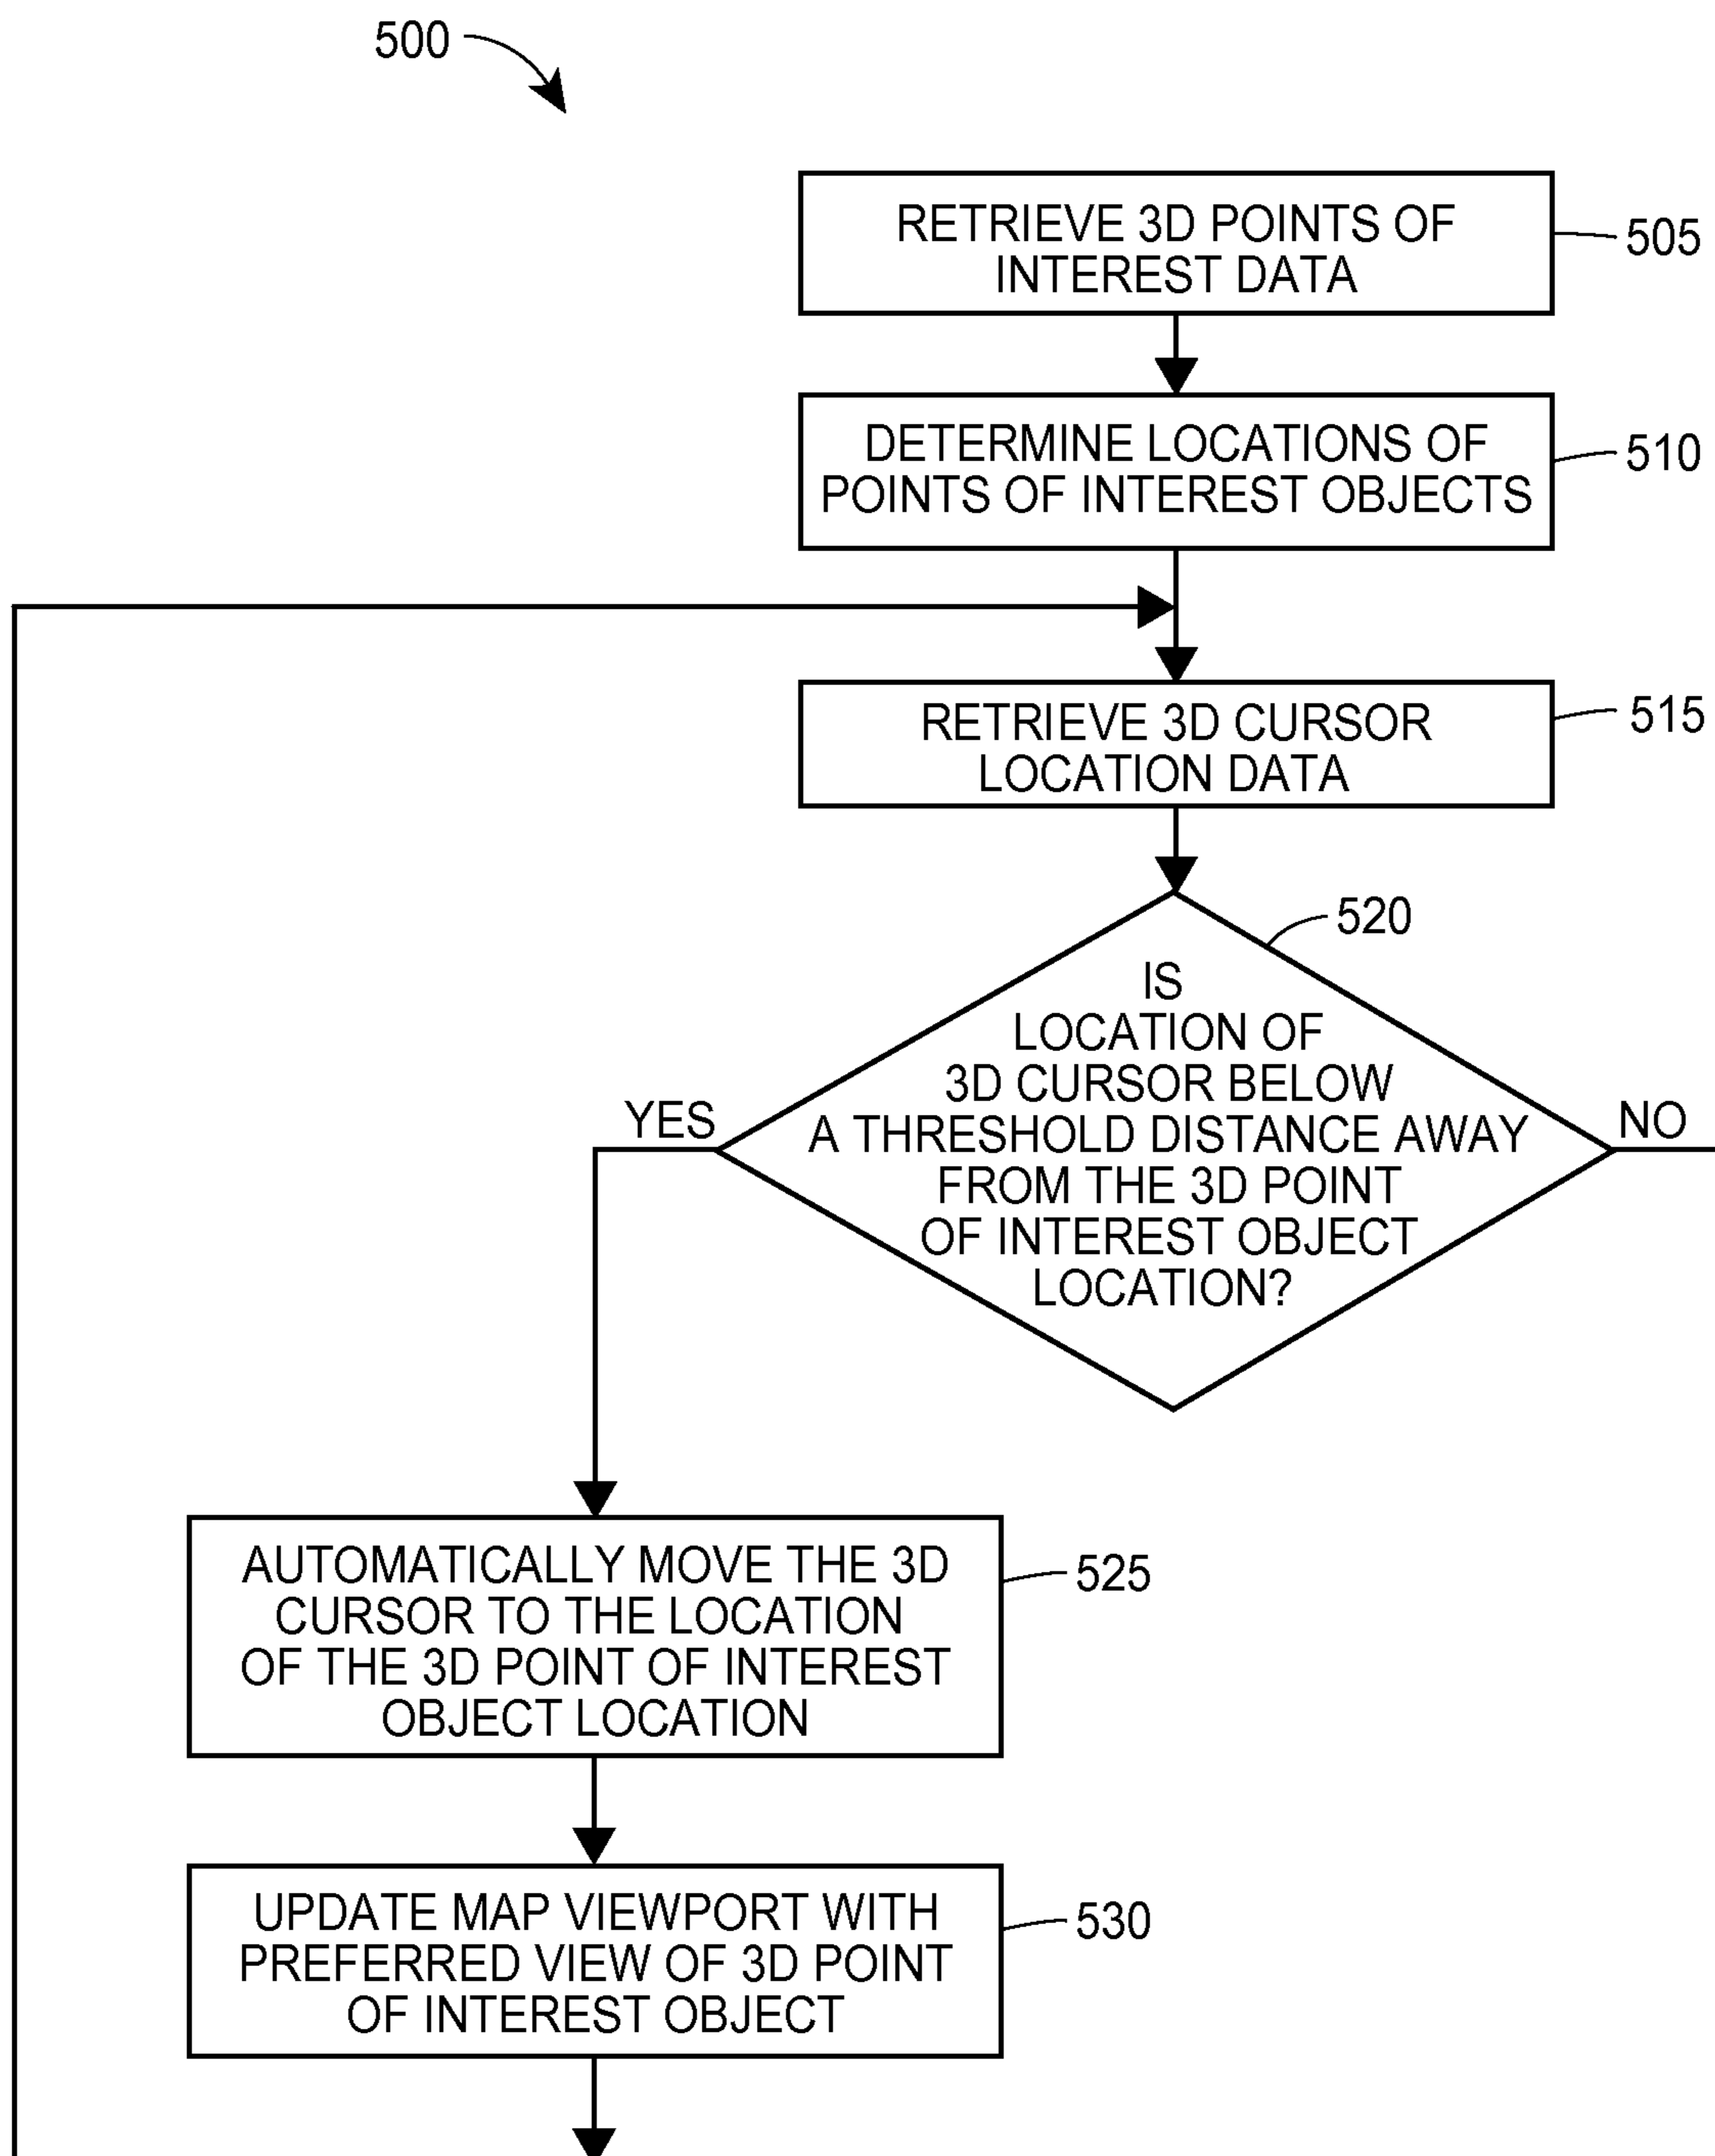 500
RETRIEVE 3D POINTS OF
INTEREST DATA
505
DETERMINE LOCATIONS OF
POINTS OF INTEREST OBJECTS
510
RETRIEVE 3D CURSOR
LOCATION DATA
515
520
IS
LOCATION OF
3D CURSOR BELOW
A THRESHOLD DISTANCE AWAY
FROM THE 3D POINT
OF INTEREST OBJECT
LOCATION?
YES
NO
AUTOMATICALLY MOVE THE 3D
CURSOR TO THE LOCATION
OF THE 3D POINT OF INTEREST
OBJECT LOCATION
525
UPDATE MAP VIEWPORT WITH
PREFERRED VIEW OF 3D POINT
OF INTEREST OBJECT
530